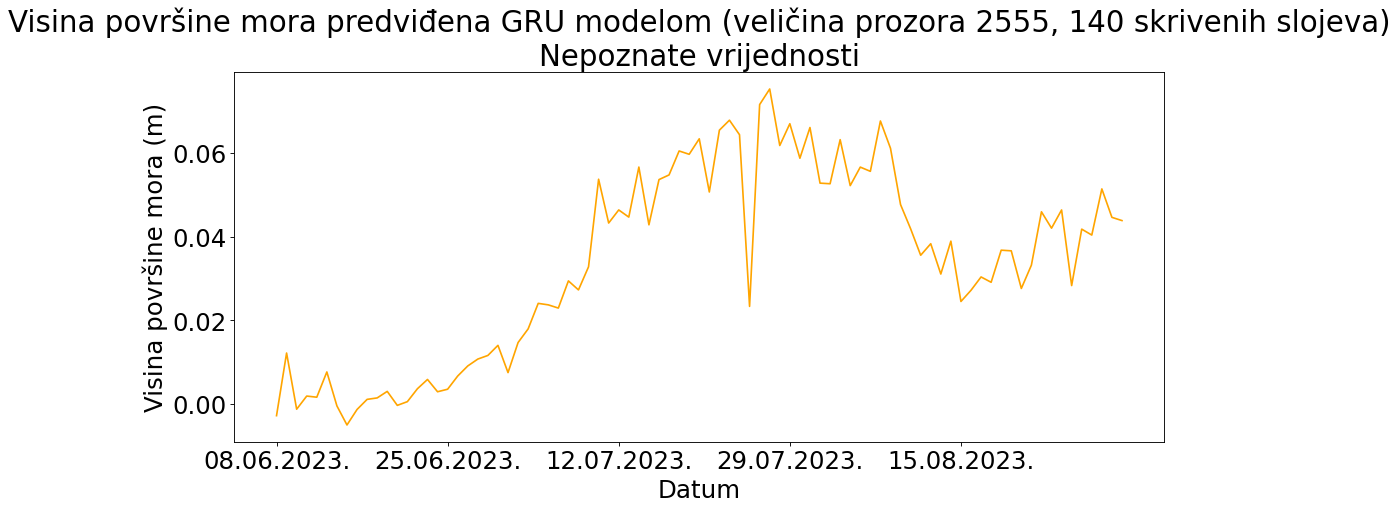 Visina površine mora predviđena GRU modelom (veličina prozora 2555, 140 skrivenih slojeva)
Nepoznate vrijednosti
Visina površine mora (m)
0.06
0.04
0.02
0.00
08.06.2023.
25.06.2023.
12.07.2023.
29.07.2023.
15.08.2023.
Datum